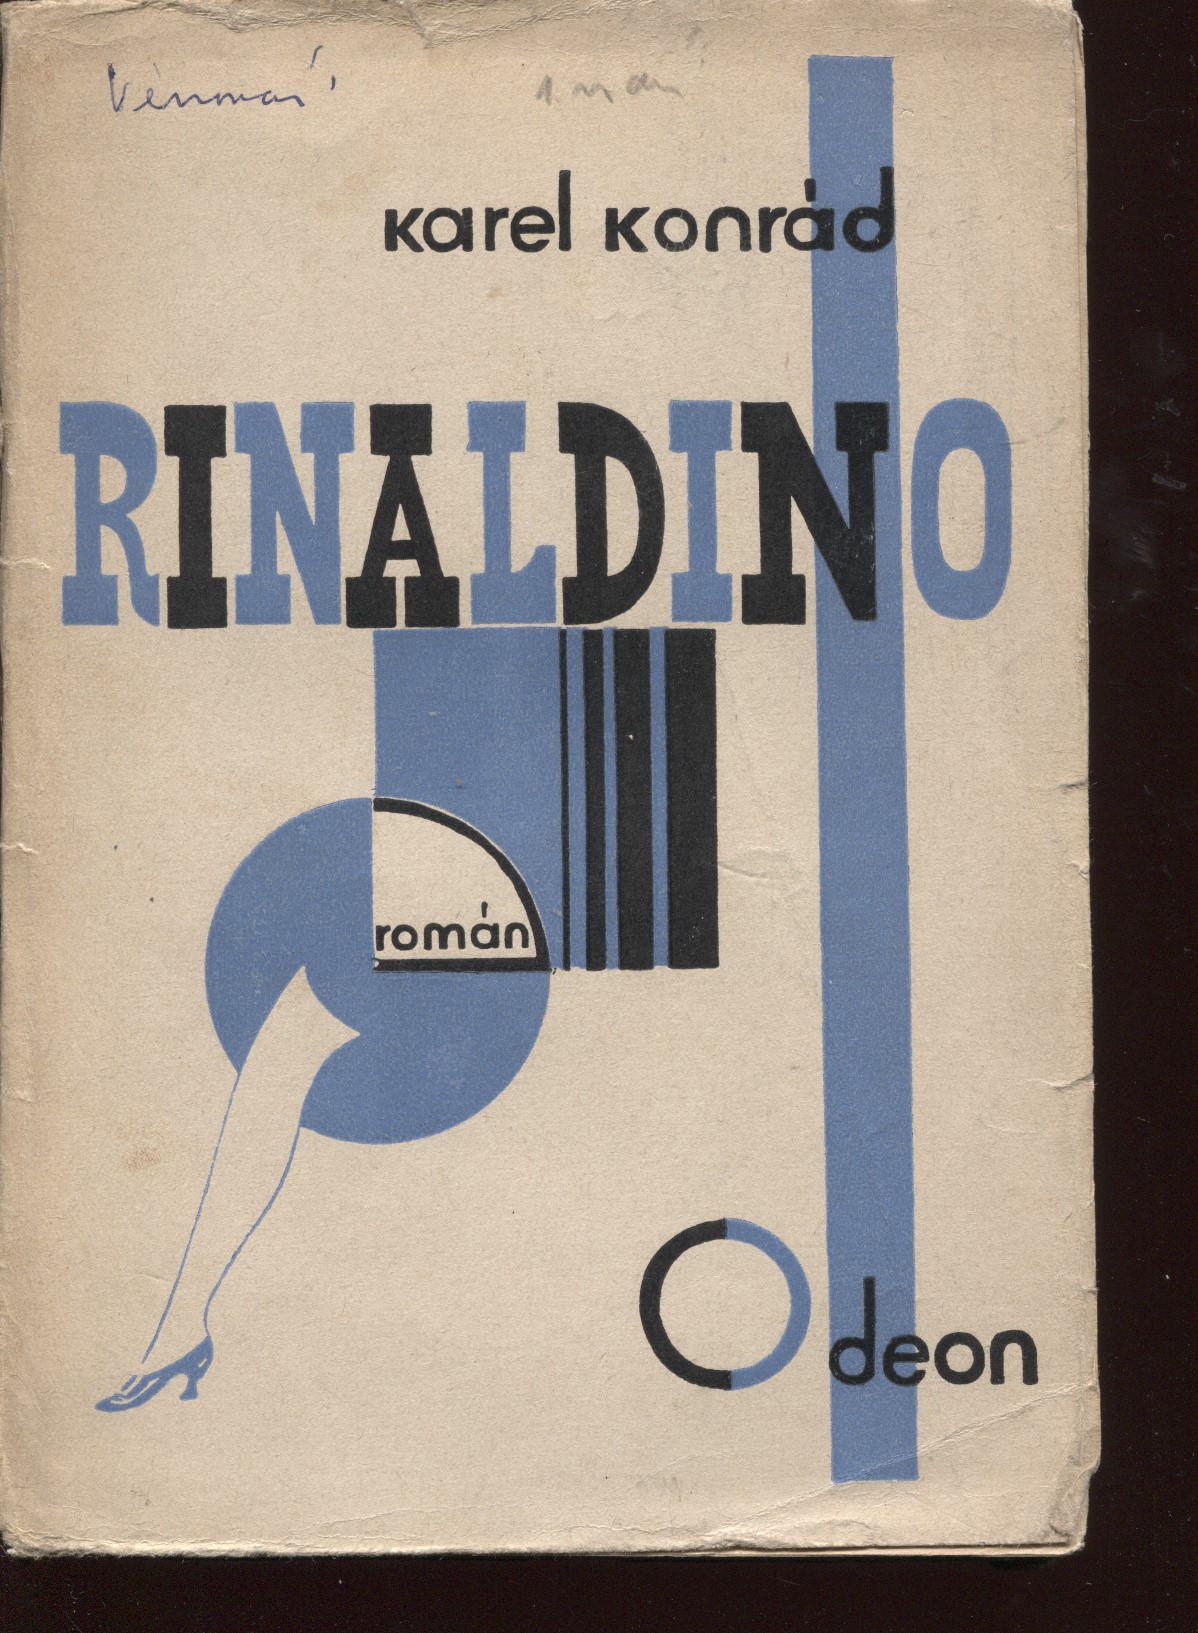 karel konrád
RINALDINO
román
Odeon